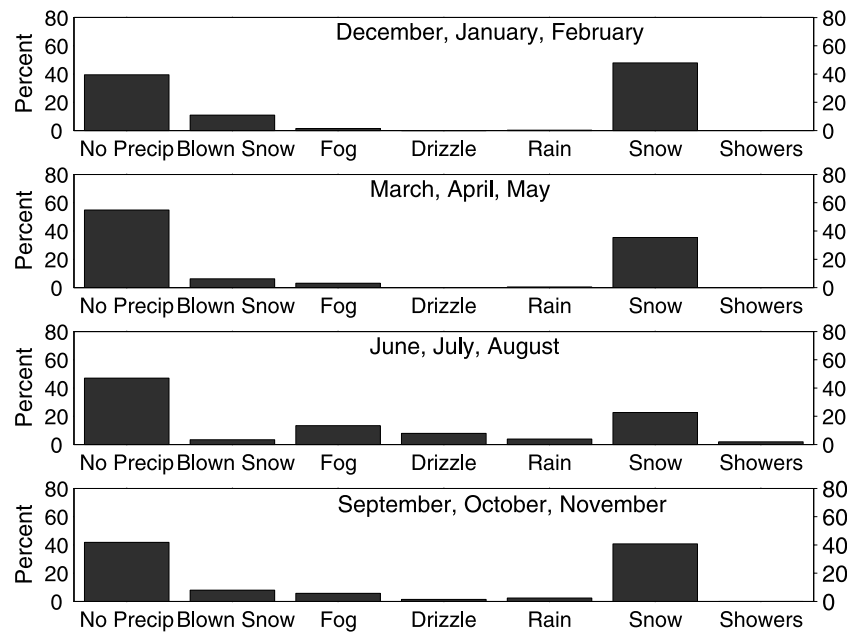 December, January, February
Percent
80 80
60 60
40 40
20 20
0 0
No Precip Blown Snow Fog Drizzle Rain Snow Showers
March, April, May
Percent
80 80
60 60
40 40
20 20
0 0
No Precip Blown Snow Fog Drizzle Rain Snow Showers
June, July, August
Percent
80 80
60 60
40 40
20 20
0 0
No Precip Blown Snow Fog Drizzle Rain Snow Showers
September, October, November
Percent
80 80
60 60
40 40
20 20
0 0
No Precip Blown Snow Fog Drizzle Rain Snow Showers